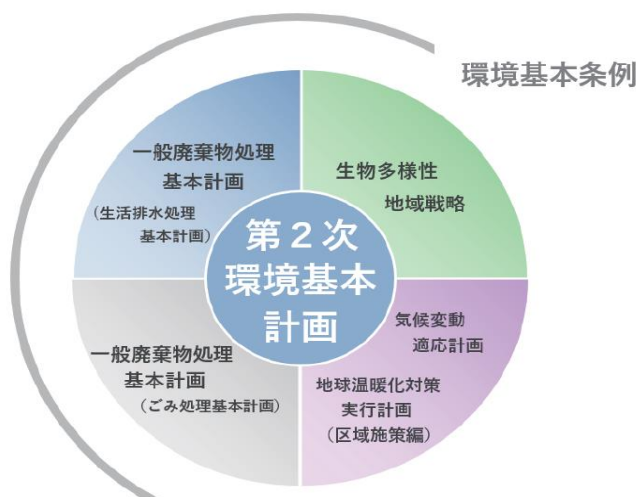 環境基本条例
一般廃棄物処理
基本計画
(生活排水処理
基本計画)
生物多様性
地域戦略
第２次
環境基本
計画
一般廃棄物処理
基本計画
(ごみ処理基本計画)
気候変動
適応計画
地球温暖化対策
実行計画
(区域施策編)